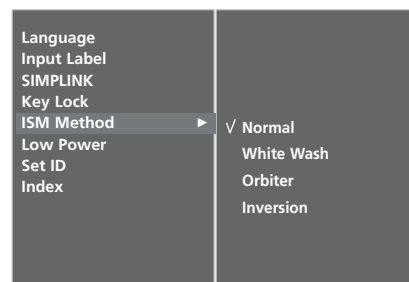 Language
Input Label
SIMPLINK
Key Lock
ISM Method ►
Low Power
Set ID
Index
√ Normal
White Wash
Orbiter
Inversion